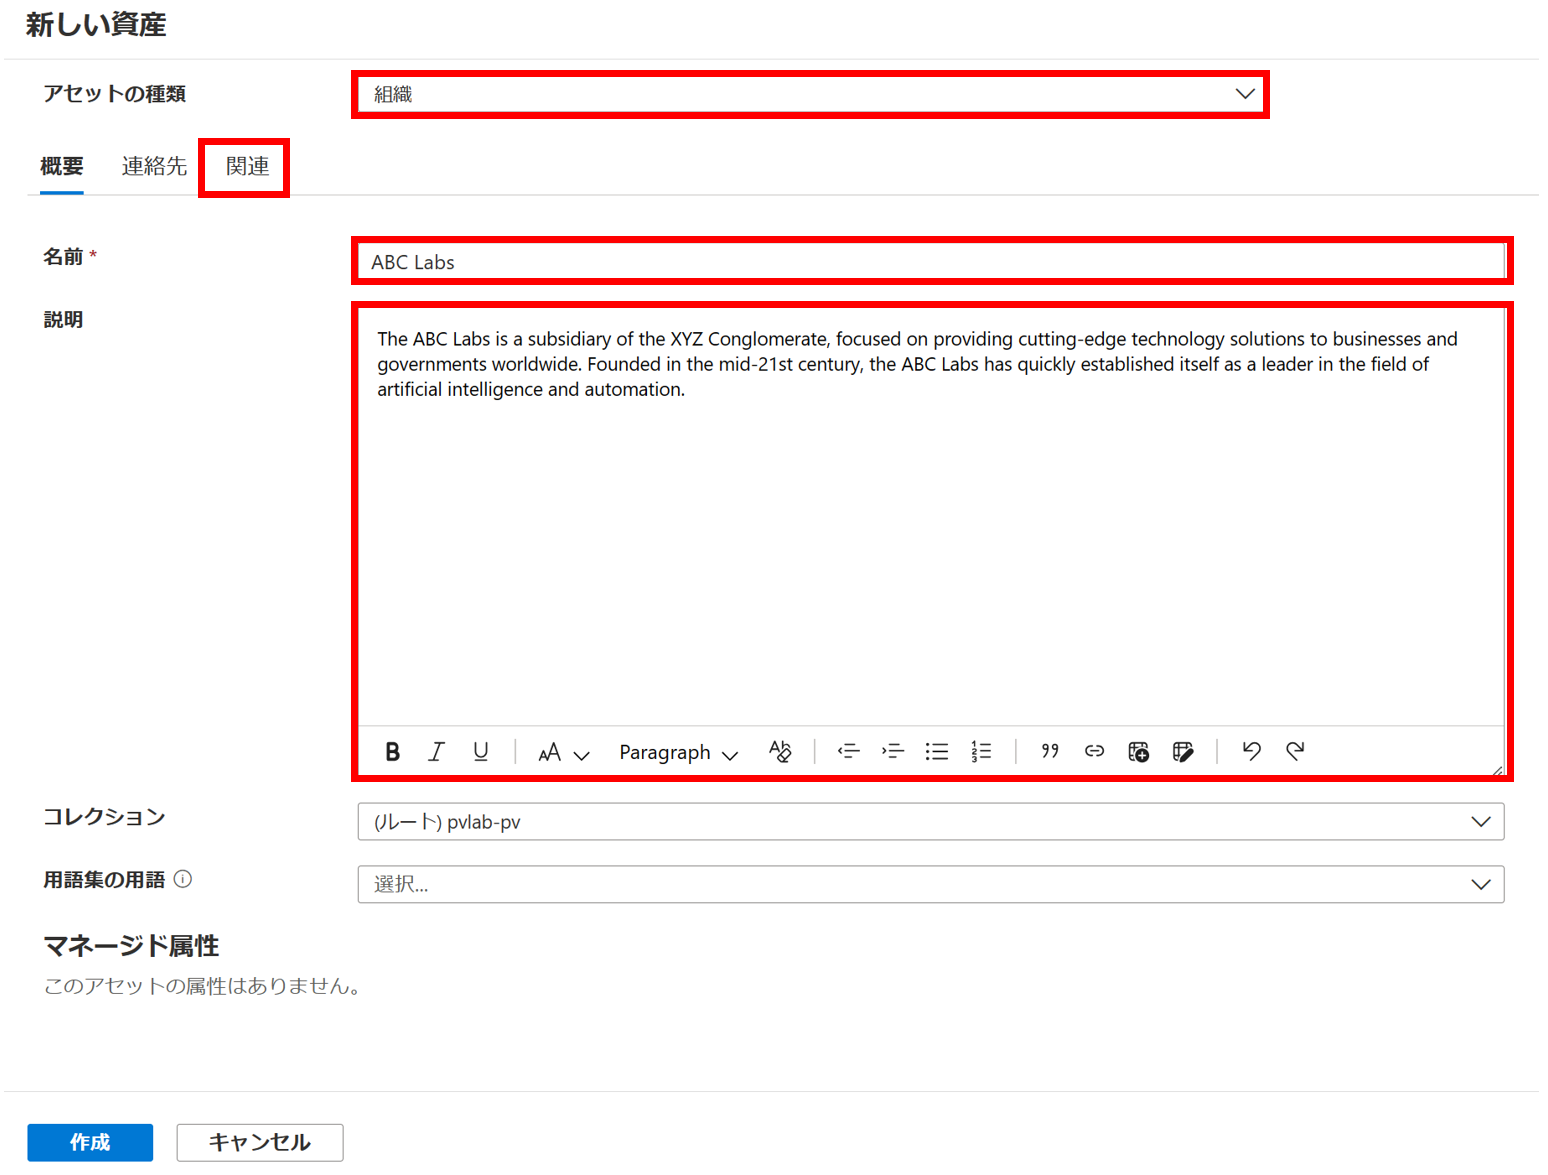 新しい資産
アセットの種類
組織
概要 連絡先 関連
名前 *
ABC Labs
説明
The ABC Labs is a subsidiary of the XYZ Conglomerate, focused on providing cutting-edge technology solutions to businesses and
governments worldwide. Founded in the mid-21st century, the ABC Labs has quickly established itself as a leader in the field of
artificial intelligence and automation.
Paragraph
コレクション
(ルート) pvlab-pv
用語集の用語
選択...
マネージド属性
このアセットの属性はありません。
作成 キャンセル